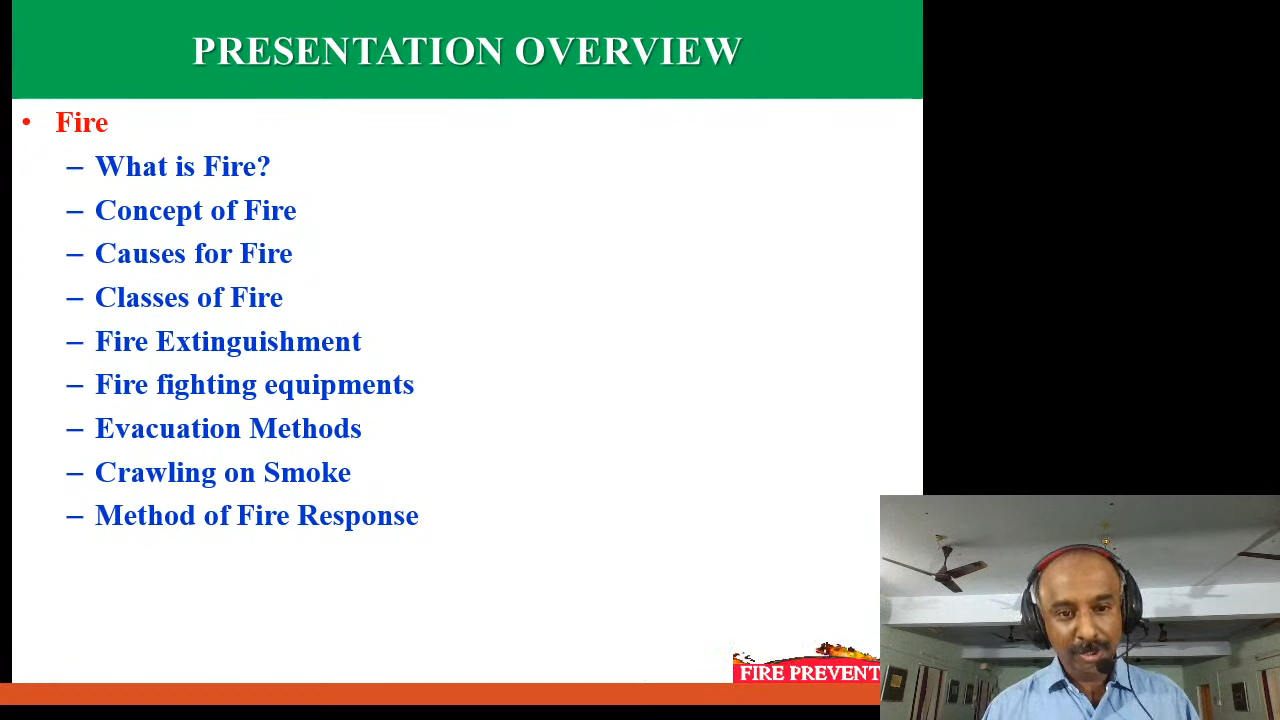 PRESENTATION OVERVIEW
• Fire
– What is Fire?
– Concept of Fire
– Causes for Fire
– Classes of Fire
– Fire Extinguishment
– Fire fighting equipments
– Evacuation Methods
– Crawling on Smoke
– Method of Fire Response
FIRE PREVENT